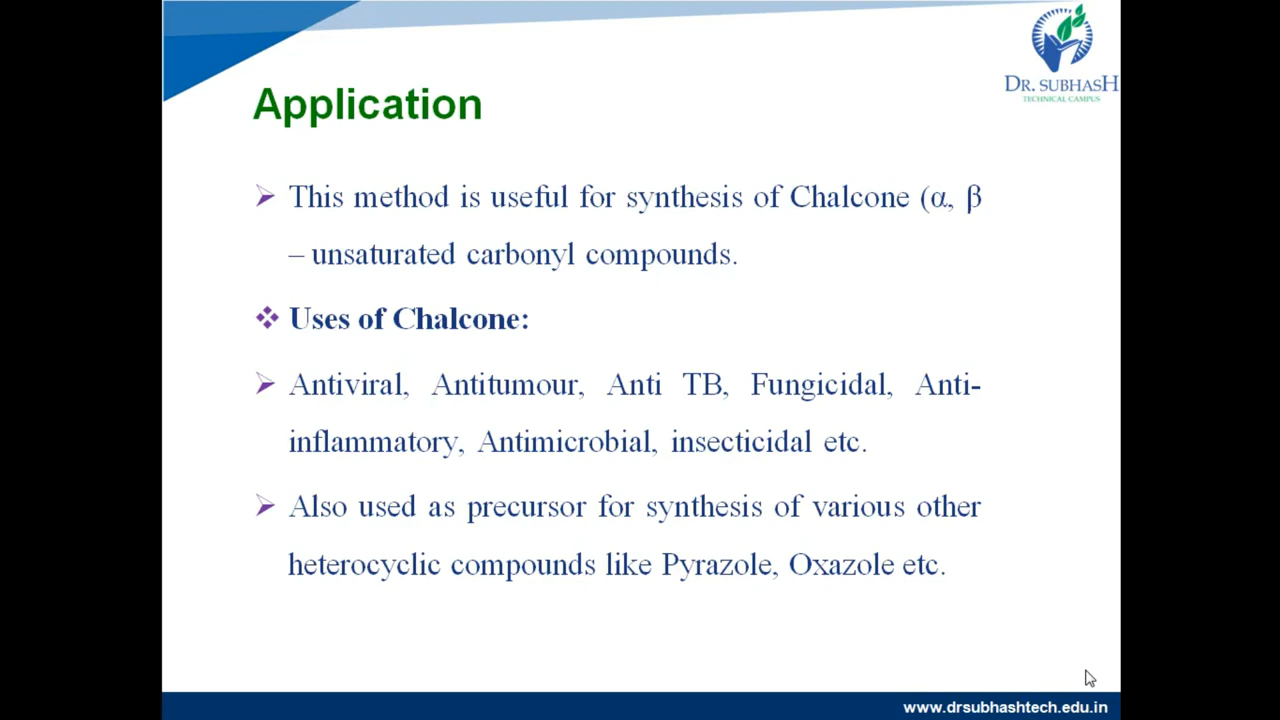 DR. SUBHASH
TECHNICAL CAMPUS
Application
This method is useful for synthesis of Chalcone (α, β
– unsaturated carbonyl compounds.
Uses of Chalcone:
Antiviral, Antitumour, Anti TB, Fungicidal, Anti-
inflammatory, Antimicrobial, insecticidal etc.
Also used as precursor for synthesis of various other
heterocyclic compounds like Pyrazole, Oxazole etc.
www.drsubhashtech.edu.in